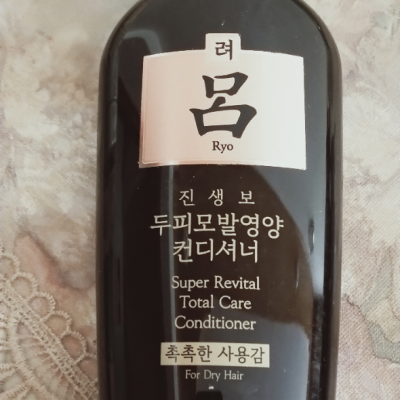 려
呂
Ryo
진생보
두피모발영양
컨디셔너
Super Revital
Total Care
Conditioner
촉촉한 사용감
For Dry Hair